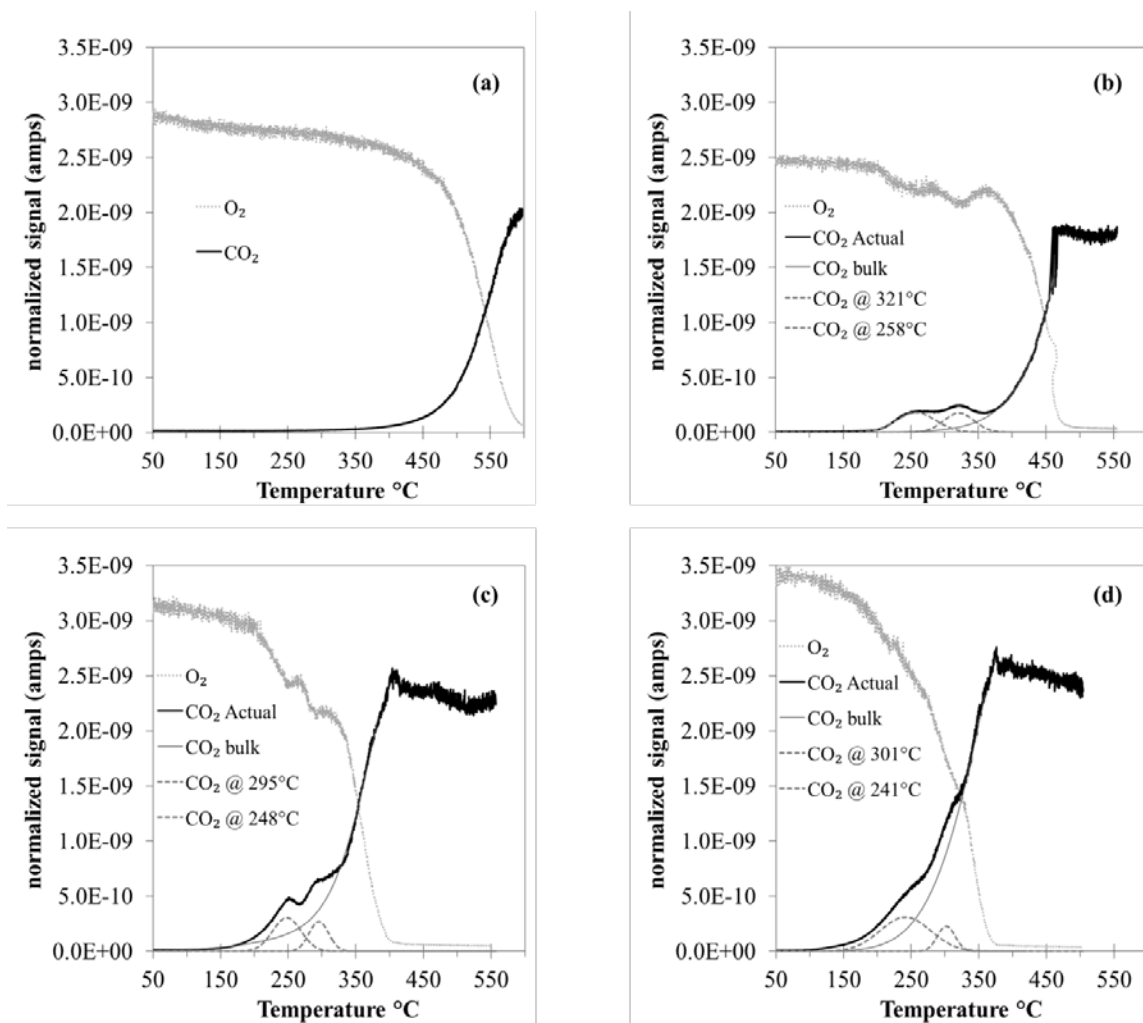 (a)
3.5E-09
3.0E-09
2.5E-09
2.0E-09
1.5E-09
1.0E-09
5.0E-10
0.0E+00
normalized signal (amps)
O₂
CO₂
50 150 250 350 450 550
Temperature °C
(b)
3.5E-09
3.0E-09
2.5E-09
2.0E-09
1.5E-09
1.0E-09
5.0E-10
0.0E+00
normalized signal (amps)
O₂
CO₂ Actual
CO₂ bulk
CO₂ @ 321°C
CO₂ @ 258°C
50 150 250 350 450 550
Temperature °C
(c)
3.5E-09
3.0E-09
2.5E-09
2.0E-09
1.5E-09
1.0E-09
5.0E-10
0.0E+00
normalized signal (amps)
O₂
CO₂ Actual
CO₂ bulk
CO₂ @ 295°C
CO₂ @ 248°C
50 150 250 350 450 550
Temperature °C
(d)
3.5E-09
3.0E-09
2.5E-09
2.0E-09
1.5E-09
1.0E-09
5.0E-10
0.0E+00
normalized signal (amps)
O₂
CO₂ Actual
CO₂ bulk
CO₂ @ 301°C
CO₂ @ 241°C
50 150 250 350 450 550
Temperature °C